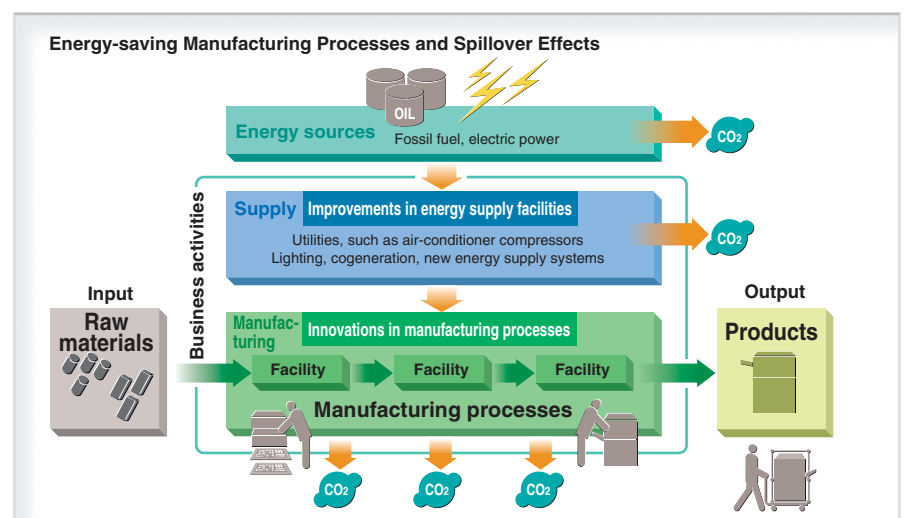 Energy-saving Manufacturing Processes and Spillover Effects
OIL
Energy sources
Fossil fuel, electric power
CO2
Business activities
Supply
Improvements in energy supply facilities
Utilities, such as air-conditioner compressors
Lighting, cogeneration, new energy supply systems
CO2
Input
Raw
materials
Manufac-
turing
Innovations in manufacturing processes
Facility
Facility
Facility
Manufacturing processes
Output
Products
CO2
CO2
CO2